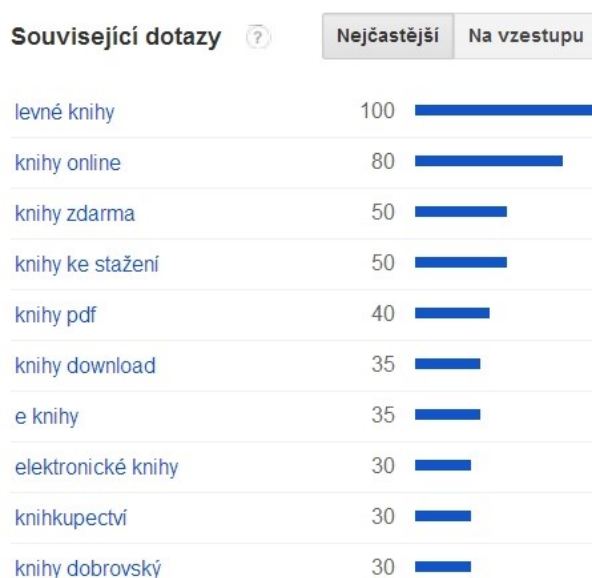 Související dotazy ? Nejčastější Na vzestupu
levné knihy 100
knihy online 80
knihy zdarma 50
knihy ke stažení 50
knihy pdf 40
knihy download 35
e knihy 35
elektronické knihy 30
knihkupectví 30
knihy dobrovský 30